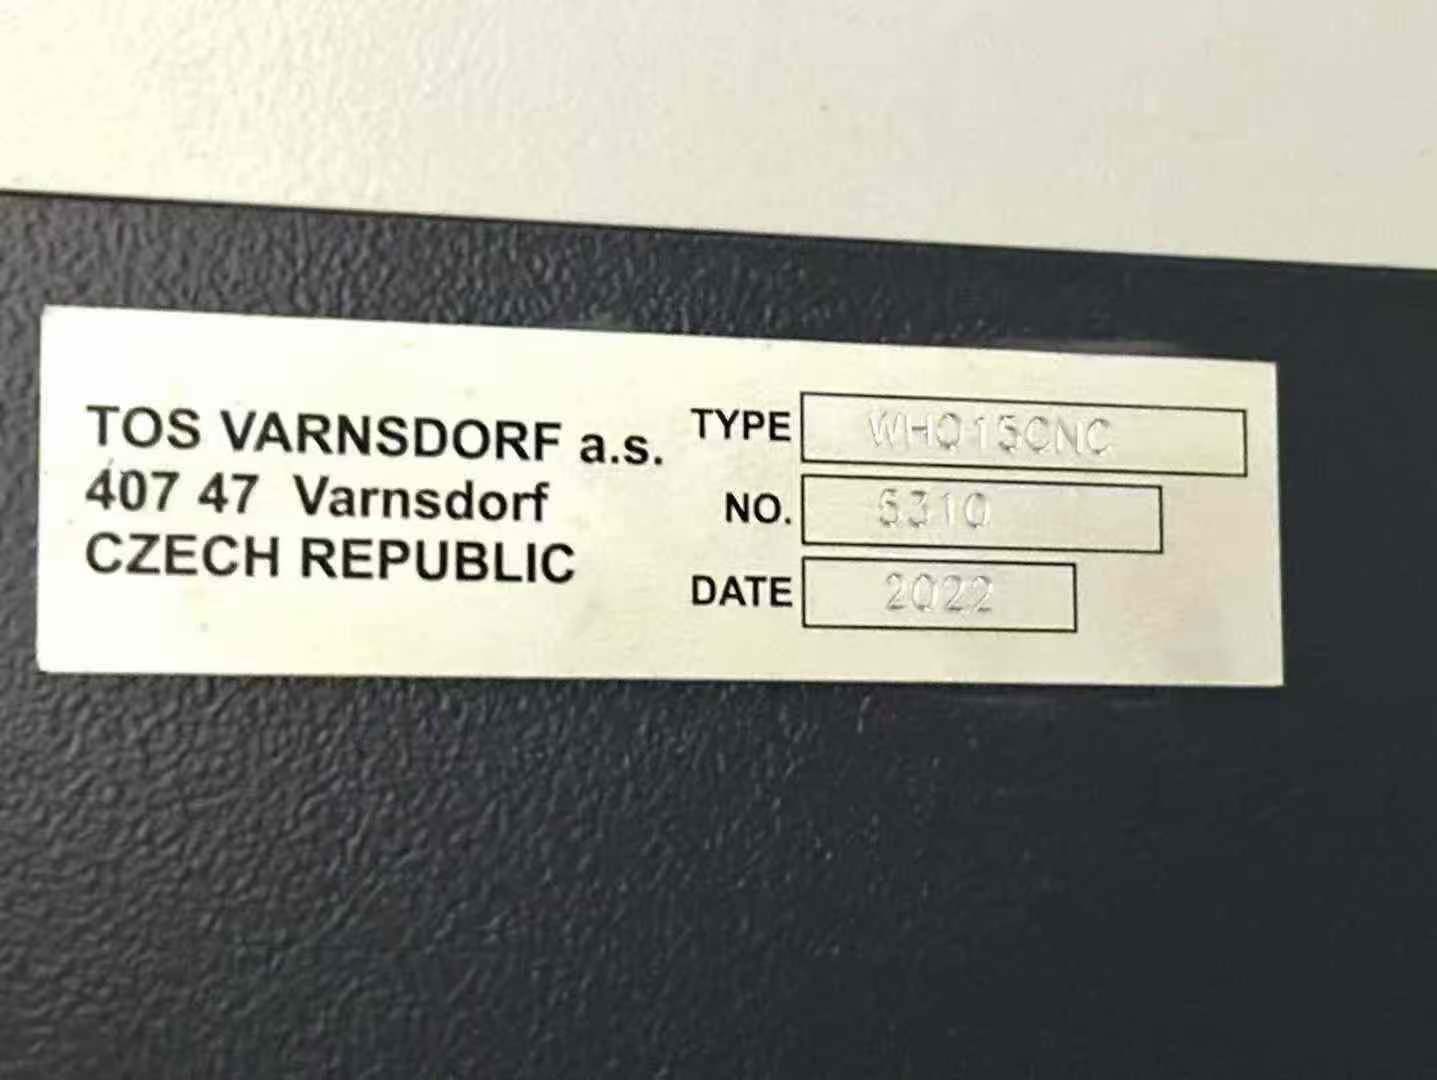 TOS VARNSDORF a.s.
407 47 Varnsdorf
CZECH REPUBLIC
TYPE WHQ15CNC
NO. 5310
DATE 2022